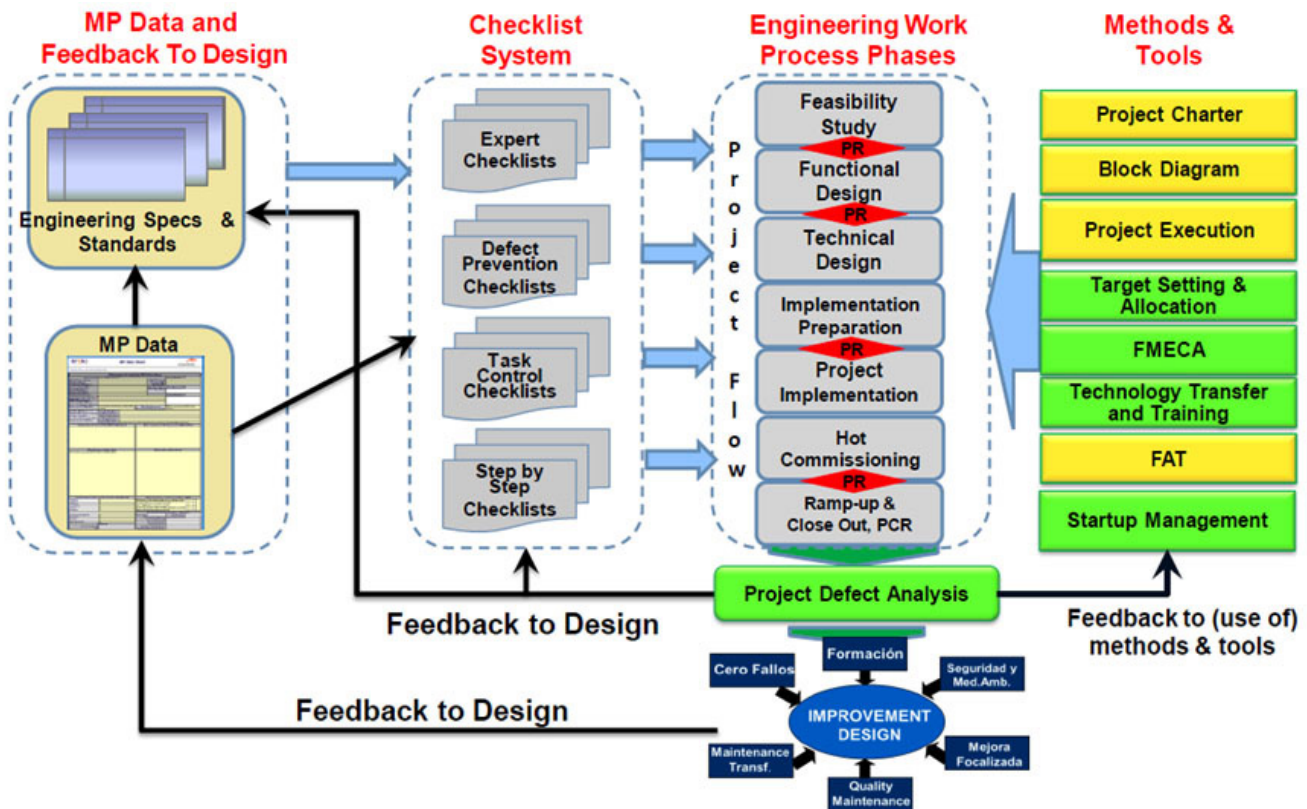 MP Data and
Feedback To Design
Engineering Specs &
Standards
MP Data
Checklist
System
Expert
Checklists
Defect
Prevention
Checklists
Task
Control
Checklists
Step by
Step
Checklists
Engineering Work
Process Phases
Project Flow
Feasibility
Study
PR
Functional
Design
PR
Technical
Design
Implementation
Preparation
PR
Project
Implementation
Hot
Commissioning
PR
Ramp-up &
Close Out, PCR
Methods &
Tools
Project Charter
Block Diagram
Project Execution
Target Setting &
Allocation
FMECA
Technology Transfer
and Training
FAT
Startup Management
Project Defect Analysis
Feedback to Design
Feedback to (use of)
methods & tools
Feedback to Design
Cero Fallos
Formación
Seguridad y
Med.Amb.
IMPROVEMENT
DESIGN
Maintenance
Transf.
Quality
Maintenance
Mejora
Focalizada